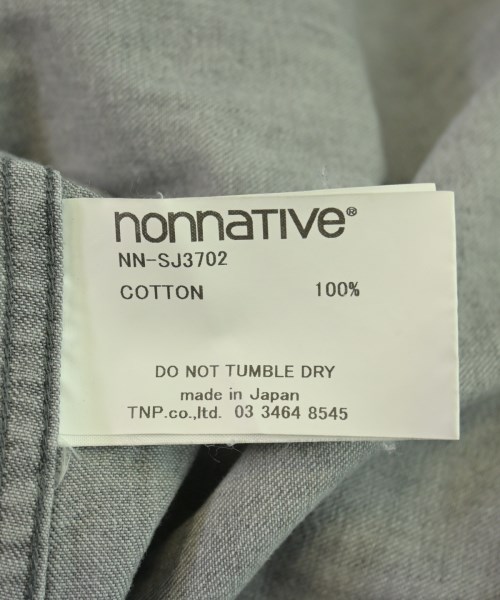 nonnaTIVE®
NN-SJ3702
COTTON 100%
DO NOT TUMBLE DRY
made in Japan
TNP.co.,ltd. 03 3464 8545